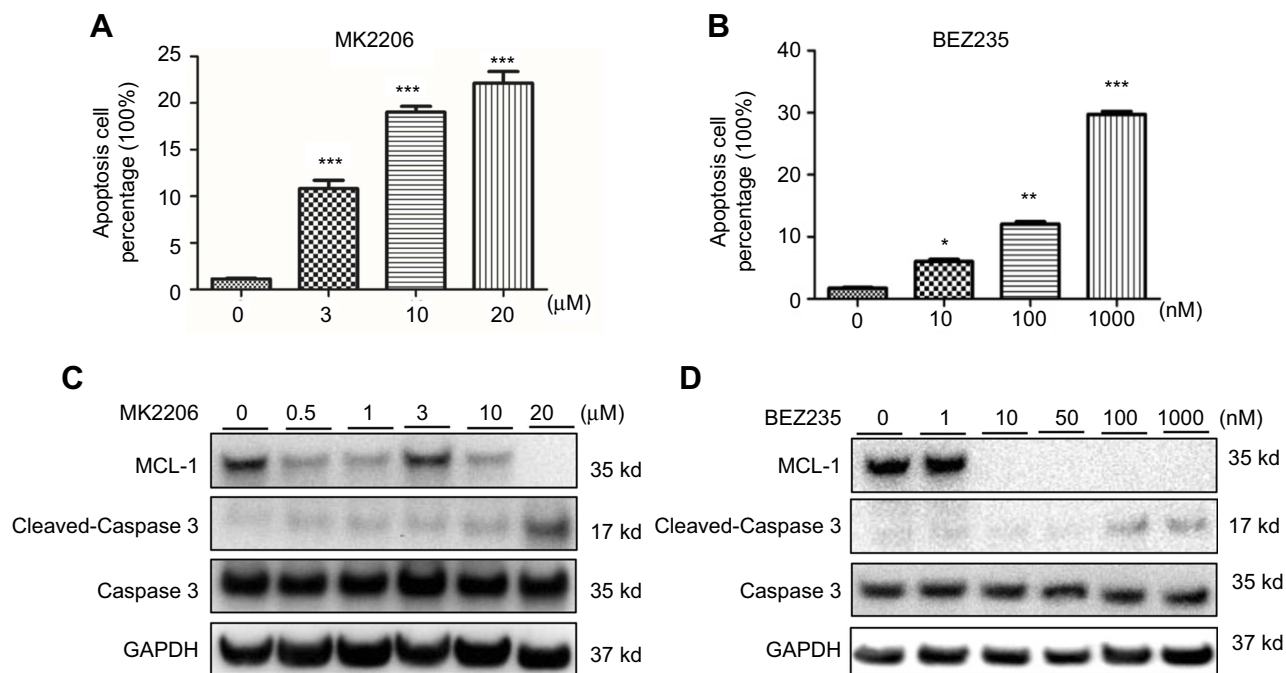 A
MK2206
Apoptosis cell
percentage (100%)
25
20
15
10
5
0
***
***
***
0 3 10 20 (μM)
B
BEZ235
Apoptosis cell
percentage (100%)
40
30
20
10
0
*
**
***
0 10 100 1000 (nM)
C
MK2206 0 0.5 1 3 10 20 (μM)
MCL-1 35 kd
Cleaved-Caspase 3 17 kd
Caspase 3 35 kd
GAPDH 37 kd
D
BEZ235 0 1 10 50 100 1000 (nM)
MCL-1 35 kd
Cleaved-Caspase 3 17 kd
Caspase 3 35 kd
GAPDH 37 kd